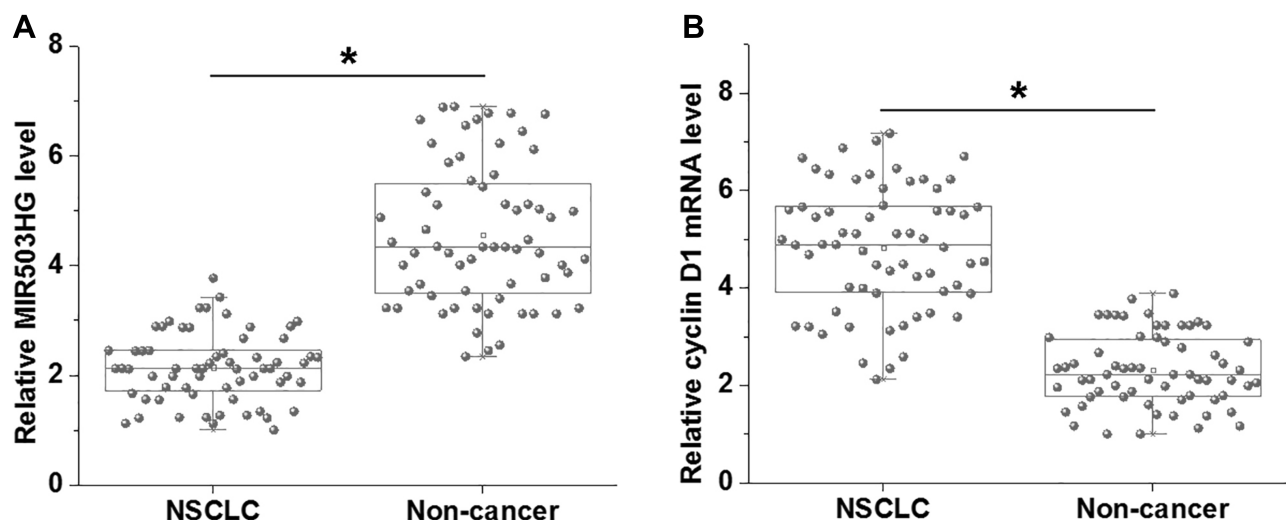 A
Relative MIR503HG level
8
6
4
2
0
*
NSCLC
Non-cancer
B
Relative cyclin D1 mRNA level
8
6
4
2
0
*
NSCLC
Non-cancer